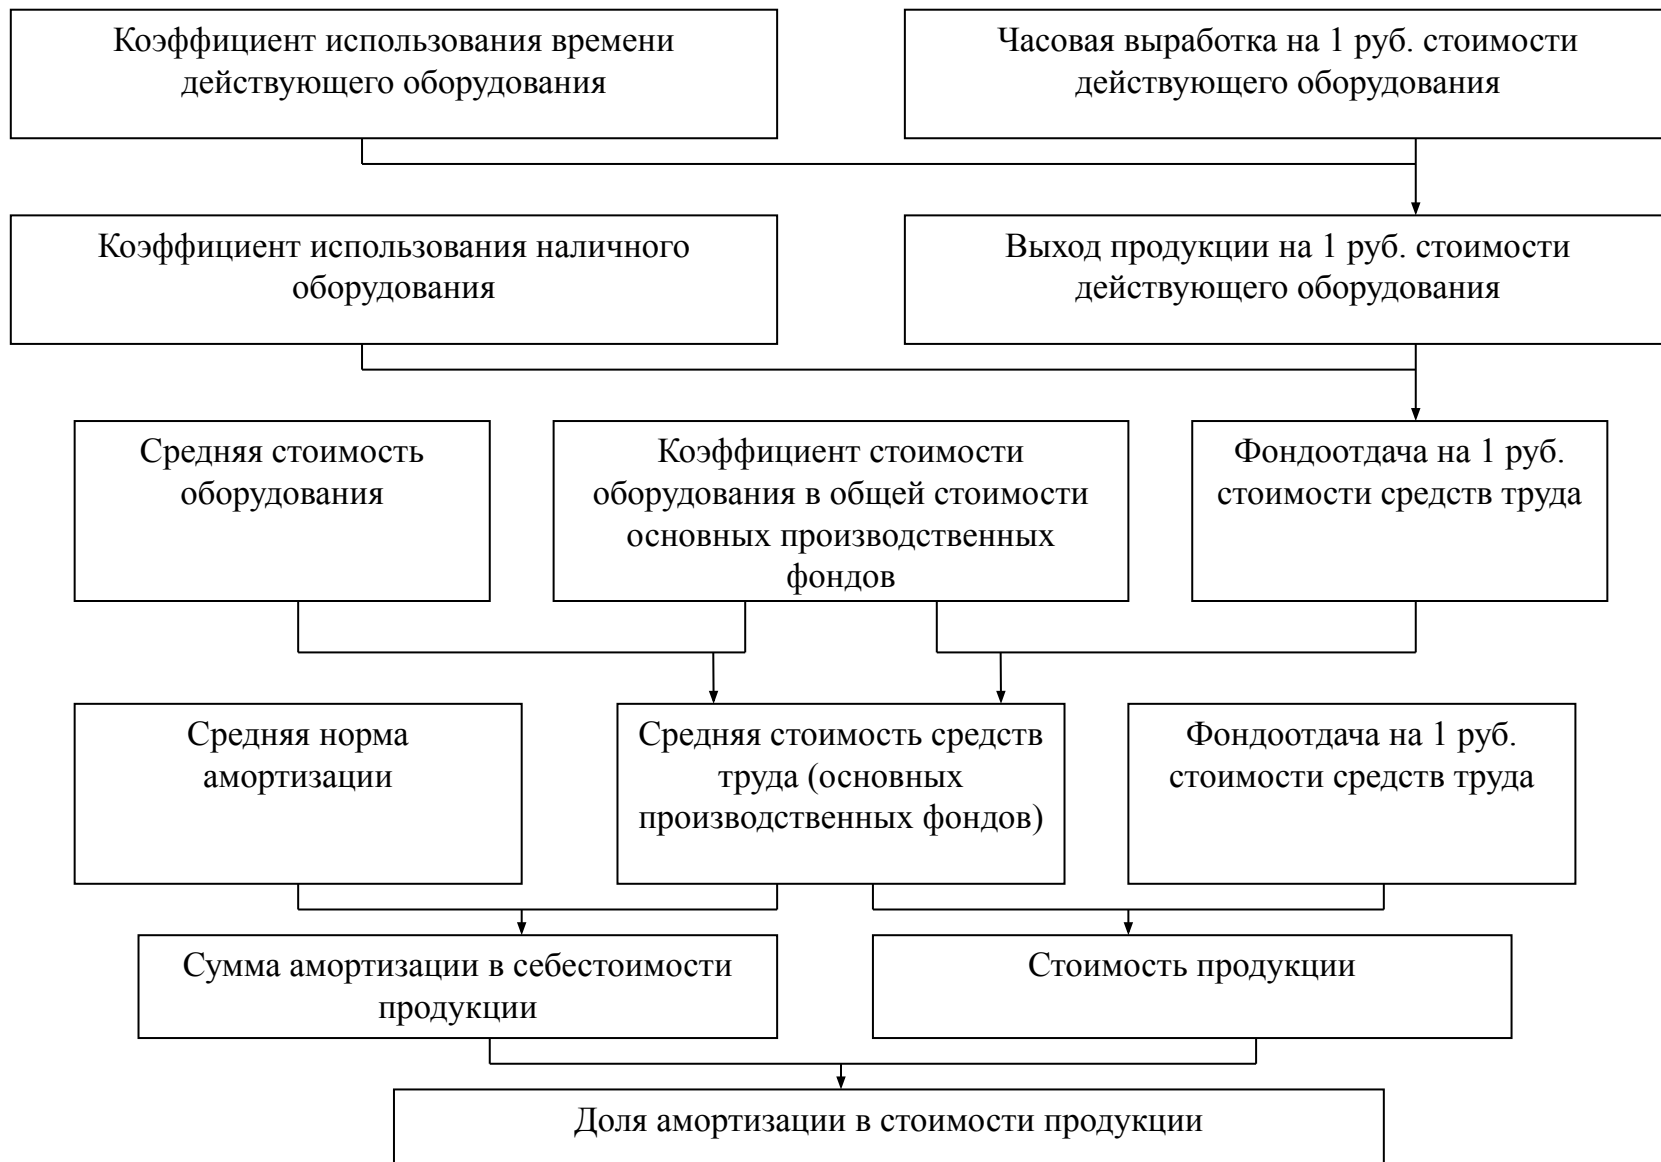 Коэффициент использования времени
действующего оборудования
Часовая выработка на 1 руб. стоимости
действующего оборудования
Коэффициент использования наличного
оборудования
Выход продукции на 1 руб. стоимости
действующего оборудования
Средняя стоимость
оборудования
Коэффициент стоимости
оборудования в общей стоимости
основных производственных
фондов
Фондоотдача на 1 руб.
стоимости средств труда
Средняя норма
амортизации
Средняя стоимость средств
труда (основных
производственных фондов)
Фондоотдача на 1 руб.
стоимости средств труда
Сумма амортизации в себестоимости
продукции
Стоимость продукции
Доля амортизации в стоимости продукции